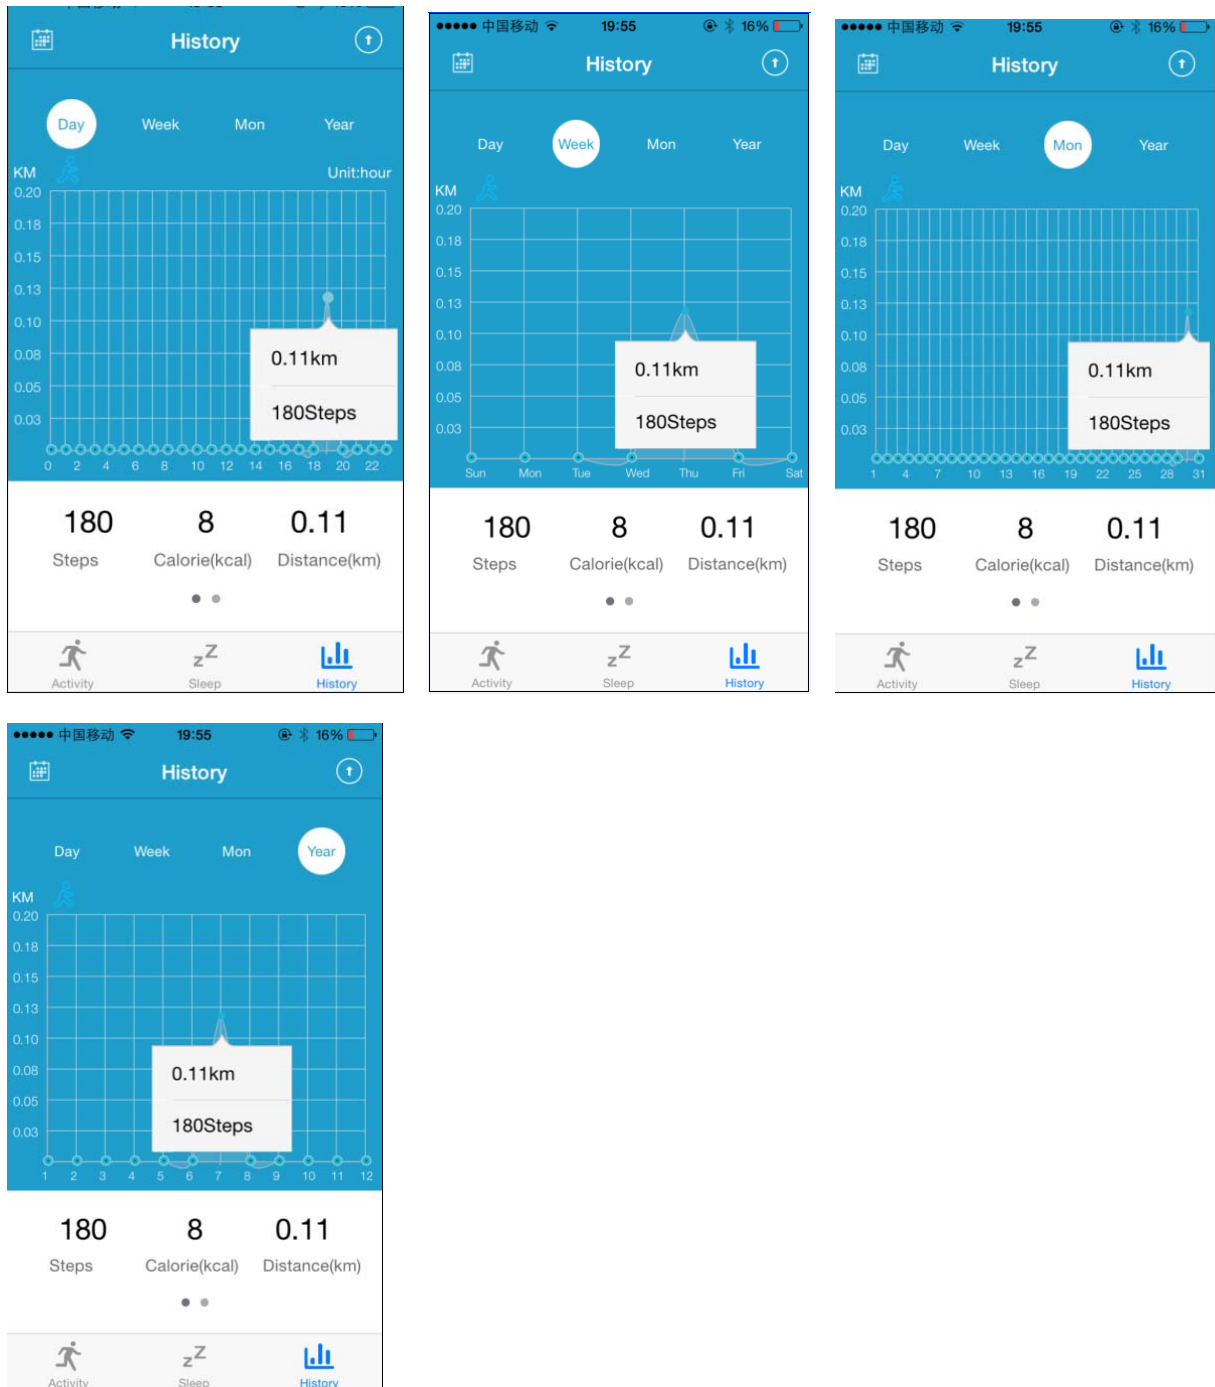 History
Day Week Mon Year
KM Unit:hour
0.20
0.18
0.15
0.13
0.10
0.08
0.05
0.03
0.11km
180Steps
0 2 4 6 8 10 12 14 16 18 20 22
180 8 0.11
Steps Calorie(kcal) Distance(km)
Activity Sleep History
中国移动 19:55 16%
History
Day Week Mon Year
KM
0.20
0.18
0.15
0.13
0.10
0.08
0.05
0.03
0.11km
180Steps
Sun Mon Tue Wed Thu Fri Sat
180 8 0.11
Steps Calorie(kcal) Distance(km)
Activity Sleep History
中国移动 19:55 16%
History
Day Week Mon Year
KM
0.20
0.18
0.15
0.13
0.10
0.08
0.05
0.03
0.11km
180Steps
1 4 7 10 13 16 19 22 25 28 31
180 8 0.11
Steps Calorie(kcal) Distance(km)
Activity Sleep History
中国移动 19:55 16%
History
Day Week Mon Year
KM
0.20
0.18
0.15
0.13
0.10
0.08
0.05
0.03
0.11km
180Steps
1 2 3 4 5 6 7 8 9 10 11 12
180 8 0.11
Steps Calorie(kcal) Distance(km)
Activity Sleep History